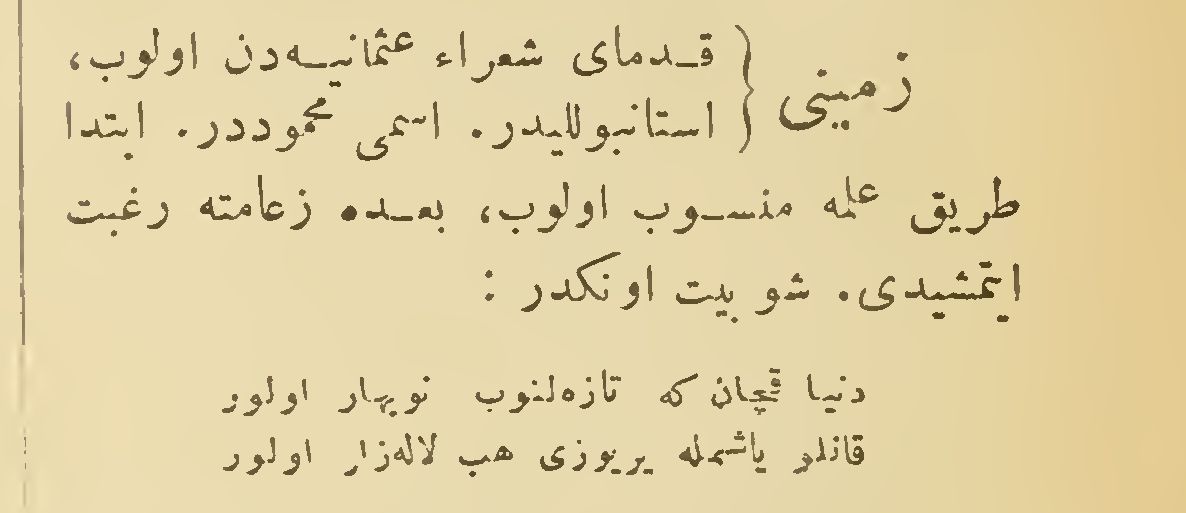 زمینی } قدمای شعراء عثمانیه‌دن اولوب،
استانبوللیدر. اسمی محموددر. ابتدا
طریق علمه منسوب اولوب، بعده زعامته رغبت
ایتمشیدی. شو بیت اونکدر :
دنیا قچان که تازه‌لنوب نوبهار اولور
قانلو یاشمله یریوزی هب لاله‌زار اولور